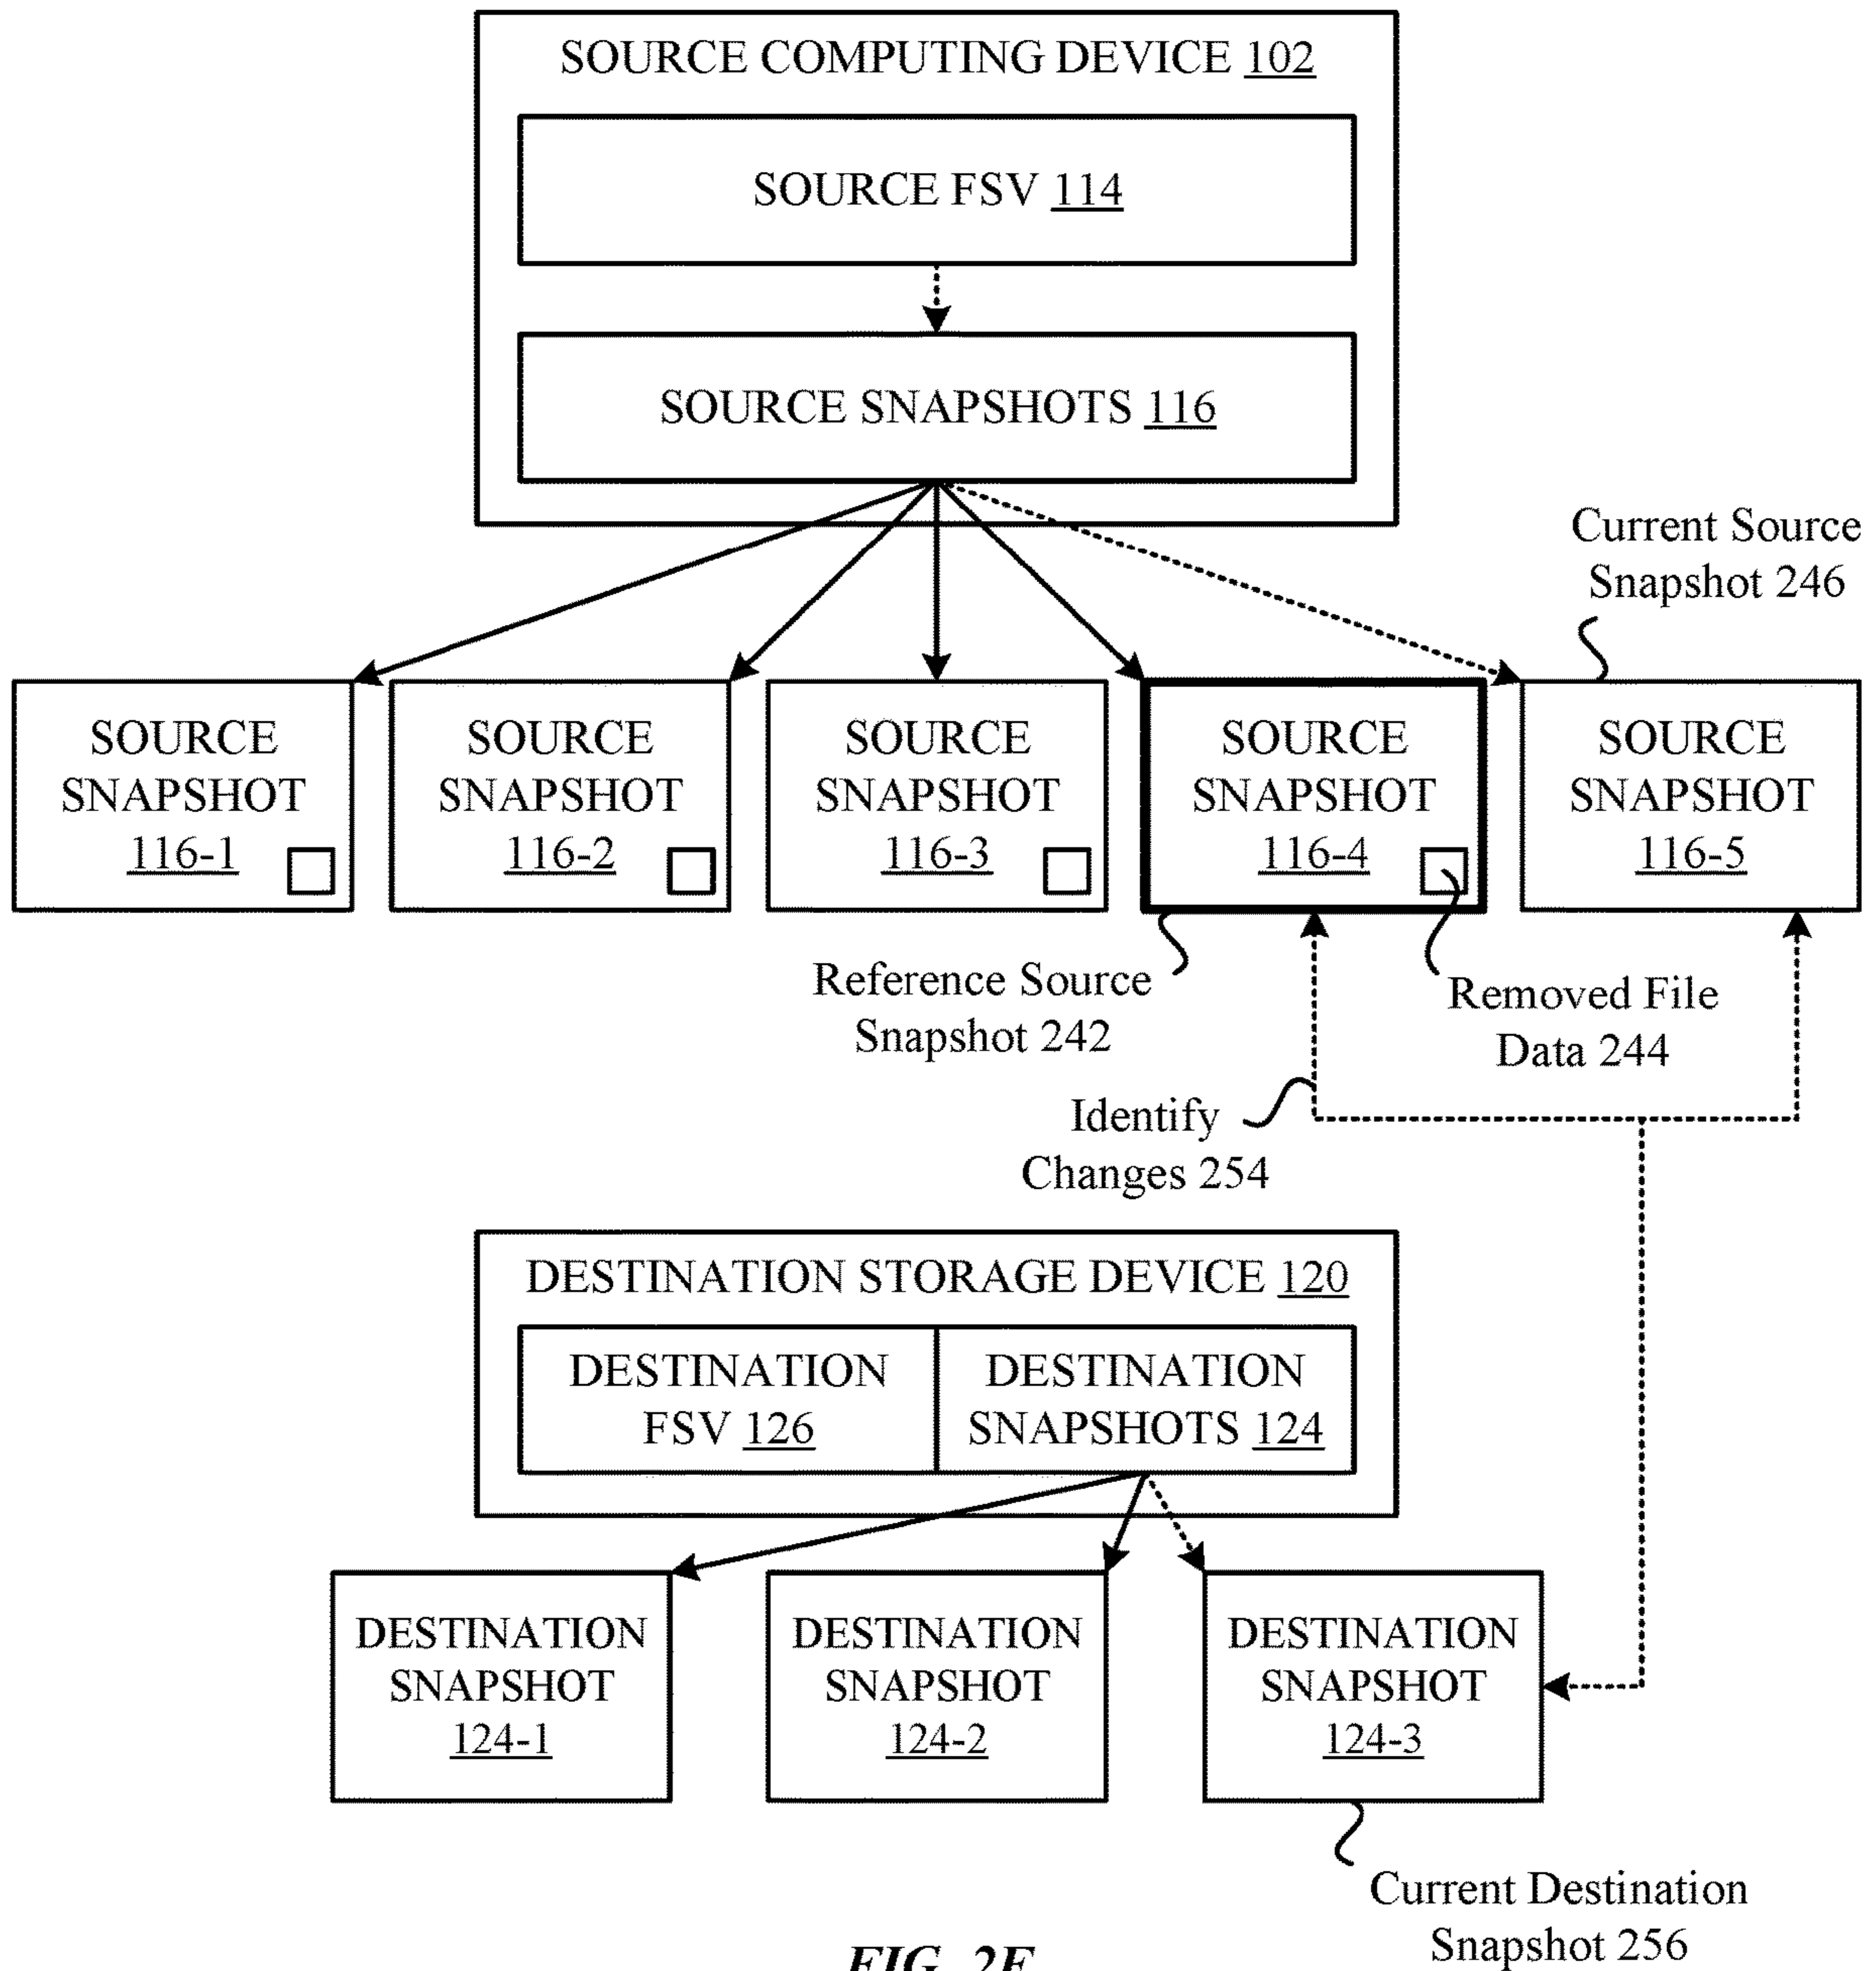 SOURCE COMPUTING DEVICE 102
SOURCE FSV 114
SOURCE SNAPSHOTS 116
Current Source
Snapshot 246
SOURCE
SNAPSHOT
116-1
SOURCE
SNAPSHOT
116-2
SOURCE
SNAPSHOT
116-3
SOURCE
SNAPSHOT
116-4
SOURCE
SNAPSHOT
116-5
Reference Source
Snapshot 242
Removed File
Data 244
Identify
Changes 254
DESTINATION STORAGE DEVICE 120
DESTINATION
FSV 126
DESTINATION
SNAPSHOTS 124
DESTINATION
SNAPSHOT
124-1
DESTINATION
SNAPSHOT
124-2
DESTINATION
SNAPSHOT
124-3
Current Destination
Snapshot 256
FIG.